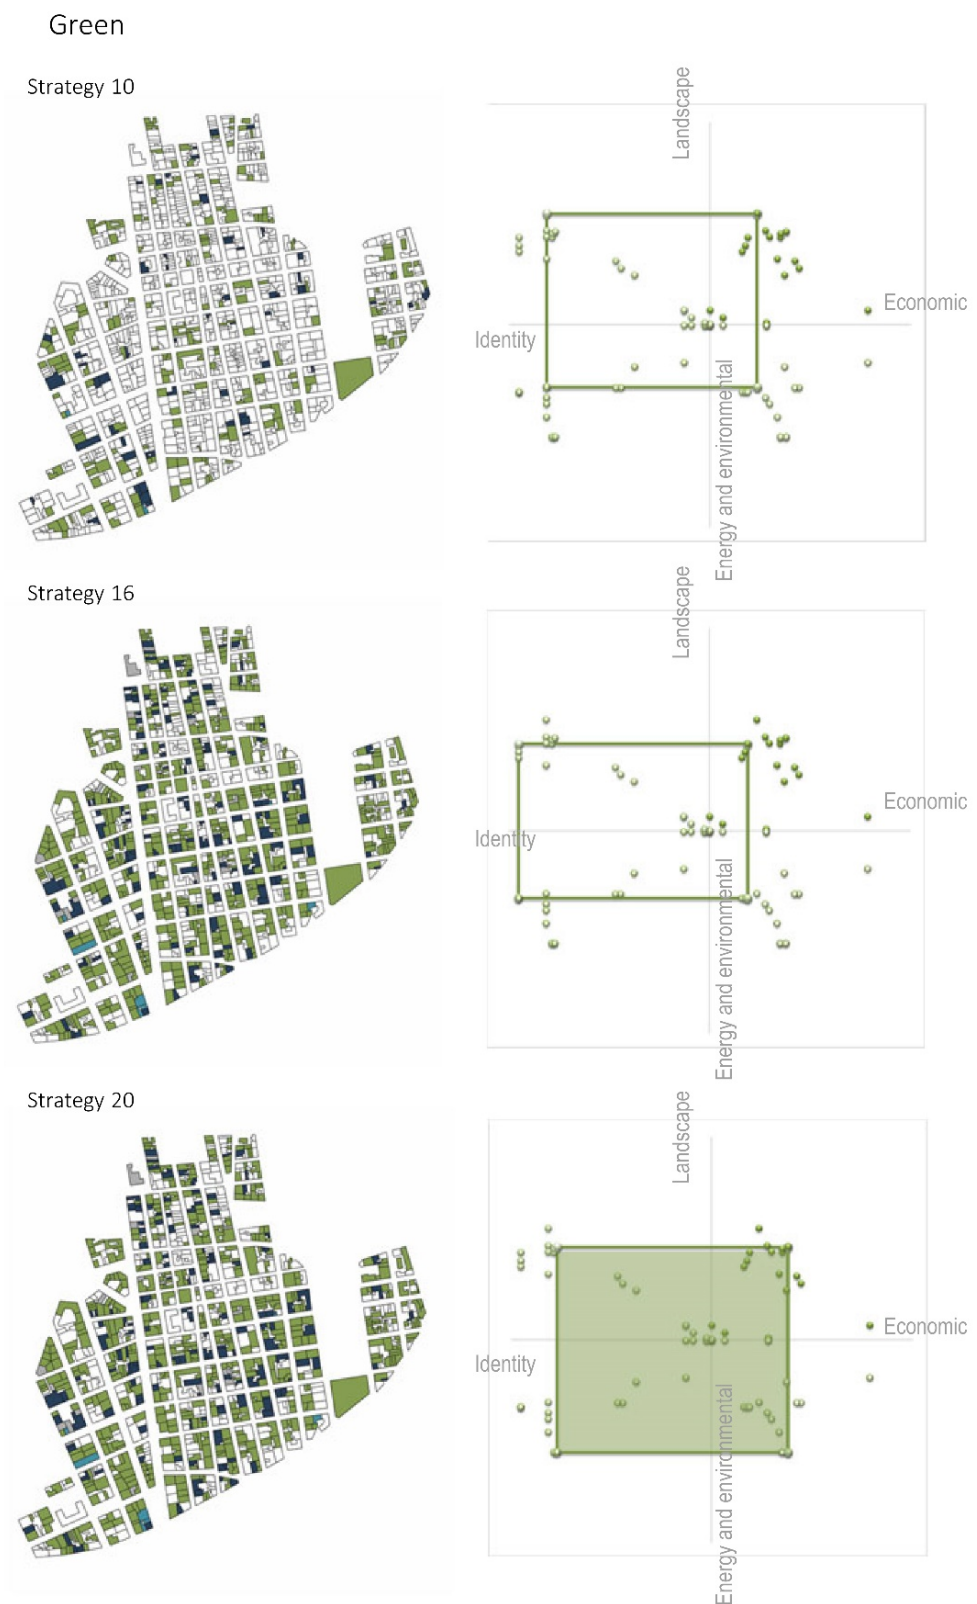 Green
Strategy 10
Landscape
Economic
Identity
Energy and environmental
Strategy 16
Landscape
Economic
Identity
Energy and environmental
Strategy 20
Landscape
Economic
Identity
Energy and environmental